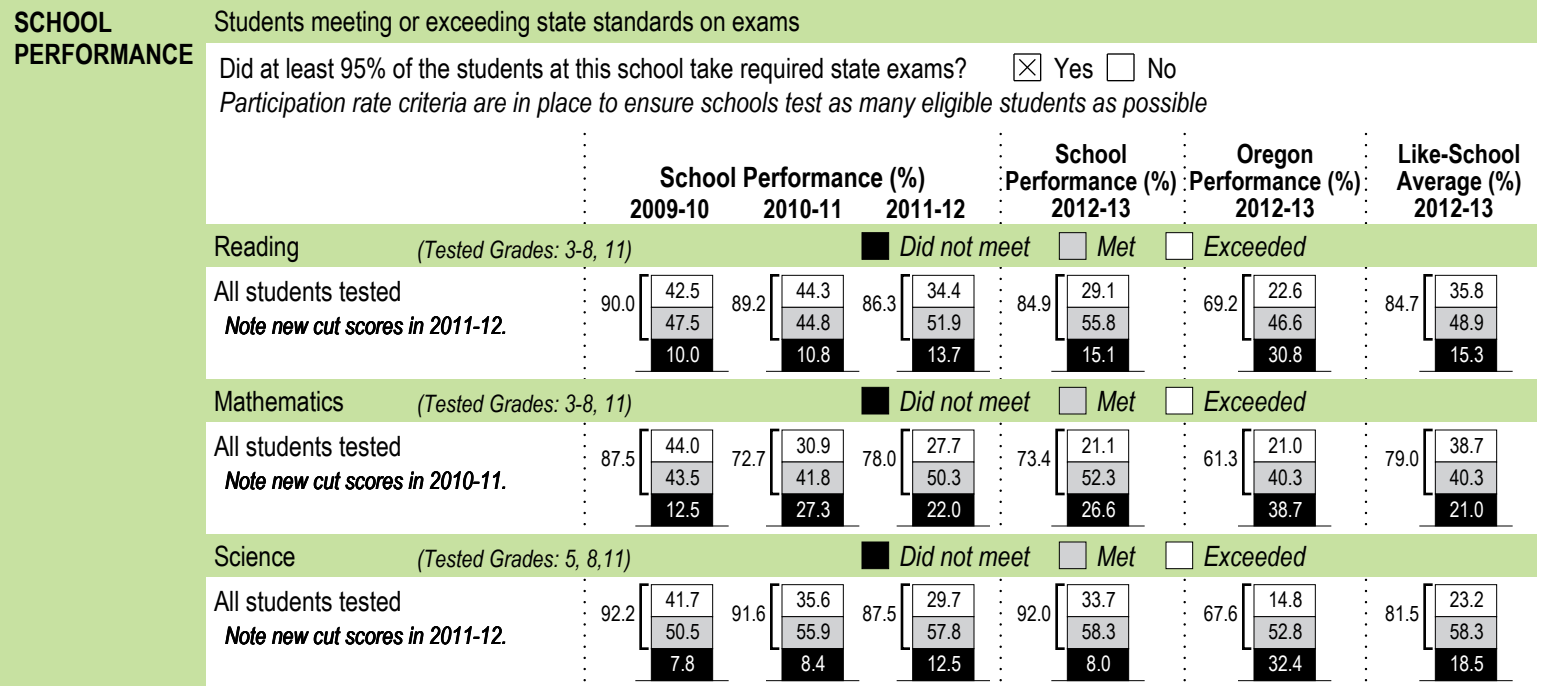 SCHOOL PERFORMANCE
Students meeting or exceeding state standards on exams
Did at least 95% of the students at this school take required state exams? ☒ Yes ☐ No
Participation rate criteria are in place to ensure schools test as many eligible students as possible
School Performance (%)
2009-10 2010-11 2011-12
School Performance (%) 2012-13
Oregon Performance (%) 2012-13
Like-School Average (%) 2012-13
Reading (Tested Grades: 3-8, 11) Did not meet Met Exceeded
All students tested
Note new cut scores in 2011-12.
90.0 42.5 47.5 10.0
89.2 44.3 44.8 10.8
86.3 34.4 51.9 13.7
84.9 29.1 55.8 15.1
69.2 22.6 46.6 30.8
84.7 35.8 48.9 15.3
Mathematics (Tested Grades: 3-8, 11) Did not meet Met Exceeded
All students tested
Note new cut scores in 2010-11.
87.5 44.0 43.5 12.5
72.7 30.9 41.8 27.3
78.0 27.7 50.3 22.0
73.4 21.1 52.3 26.6
61.3 21.0 40.3 38.7
79.0 38.7 40.3 21.0
Science (Tested Grades: 5, 8,11) Did not meet Met Exceeded
All students tested
Note new cut scores in 2011-12.
92.2 41.7 50.5 7.8
91.6 35.6 55.9 8.4
87.5 29.7 57.8 12.5
92.0 33.7 58.3 8.0
67.6 14.8 52.8 32.4
81.5 23.2 58.3 18.5